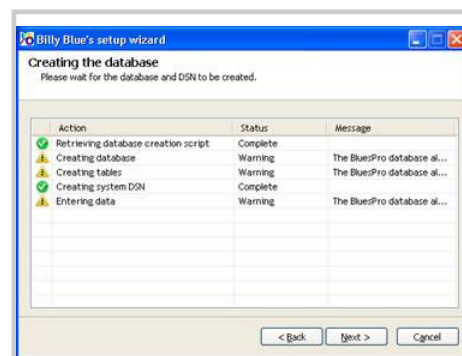 Billy Blue's setup wizard
Creating the database
Please wait for the database and DSN to be created.
Action Status Message
Retrieving database creation script Complete
Creating database Warning The BluesPro database al...
Creating tables Warning The BluesPro database al...
Creating system DSN Complete
Entering data Warning The BluesPro database al...
< Back Next > Cancel